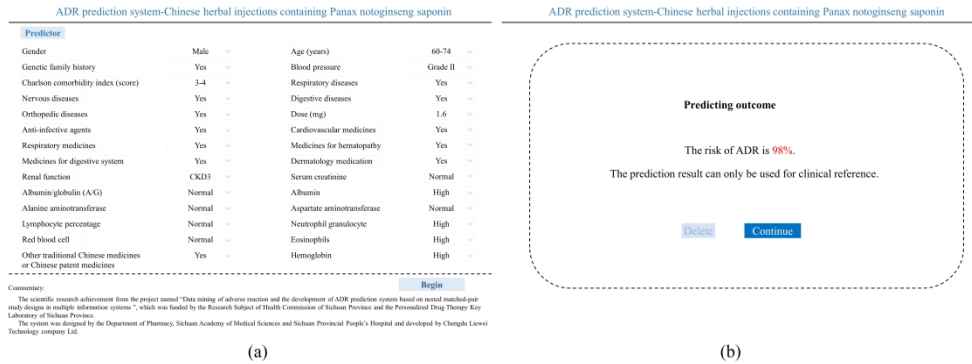 ADR prediction system-Chinese herbal injections containing Panax notoginseng saponin
Predictor
Gender Male Age (years) 60-74
Genetic family history Yes Blood pressure Grade II
Charlson comorbidity index (score) 3-4 Respiratory diseases Yes
Nervous diseases Yes Digestive diseases Yes
Orthopedic diseases Yes Dose (mg) 1.6
Anti-infective agents Yes Cardiovascular medicines Yes
Respiratory medicines Yes Medicines for hematopathy Yes
Medicines for digestive system Yes Dermatology medication Yes
Renal function CKD3 Serum creatinine Normal
Albumin/globulin (A/G) Normal Albumin High
Alanine aminotransferase Normal Aspartate aminotransferase Normal
Lymphocyte percentage Normal Neutrophil granulocyte High
Red blood cell Normal Eosinophils High
Other traditional Chinese medicines or Chinese patent medicines Yes Hemoglobin High
Begin
Commentary:
The scientific research achievement from the project named “Data mining of adverse reaction and the development of ADR prediction system based on nested matched-pair
study designs in multiple information systems ”, which was funded by the Research Subject of Health Commission of Sichuan Province and the Personalized Drug Therapy Key
Laboratory of Sichuan Province.
The system was designed by the Department of Pharmacy, Sichuan Academy of Medical Sciences and Sichuan Provincial People’s Hospital and developed by Chengdu Liewei
Technology company Ltd.
(a)
ADR prediction system-Chinese herbal injections containing Panax notoginseng saponin
Predicting outcome
The risk of ADR is 98%.
The prediction result can only be used for clinical reference.
Delete Continue
(b)